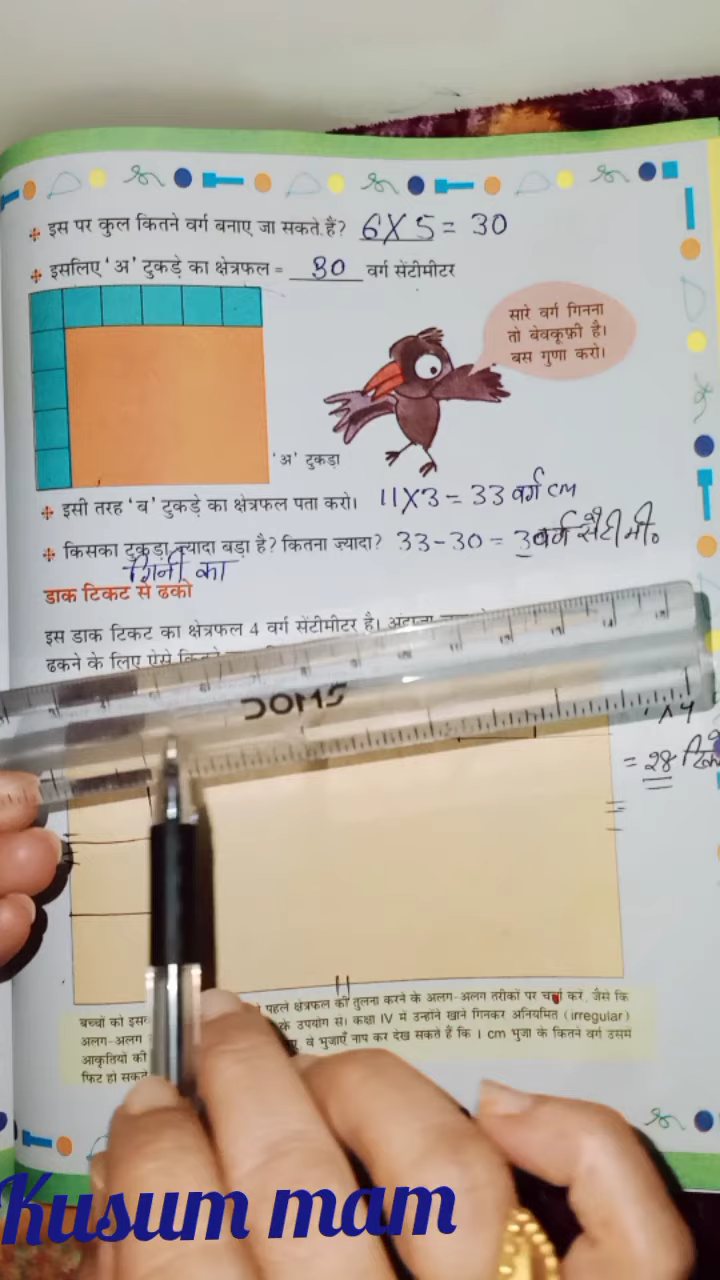 इस पर कुल कितने वर्ग बनाए जा सकते हैं? 6X5 = 30
इसलिए 'अ' टुकड़े का क्षेत्रफल = 30 वर्ग सेंटीमीटर
सारे वर्ग गिनना
तो बेवकूफ़ी है।
बस गुणा करो।
'अ' टुकड़ा
इसी तरह 'ब' टुकड़े का क्षेत्रफल पता करो। 11X3 = 33 वर्ग cm
किसका टुकड़ा ज़्यादा बड़ा है? कितना ज़्यादा? 33-30 = 3 वर्ग सैंटीमी०
गिनी का
डाक टिकट से ढको
इस डाक टिकट का क्षेत्रफल 4 वर्ग सेंटीमीटर है।
ढकने के लिए ऐसे
DOMS
= 28
पहले क्षेत्रफल की तुलना करने के अलग-अलग तरीकों पर चर्चा करें, जैसे कि
बच्चों को
के उपयोग से। कक्षा IV में उन्होंने खाने गिनकर अनियमित (irregular)
अलग-अलग
वे भुजाएँ नाप कर देख सकते हैं कि 1 cm भुजा के कितने वर्ग उसमें
आकृतियों की
फिट हो
Kusum mam